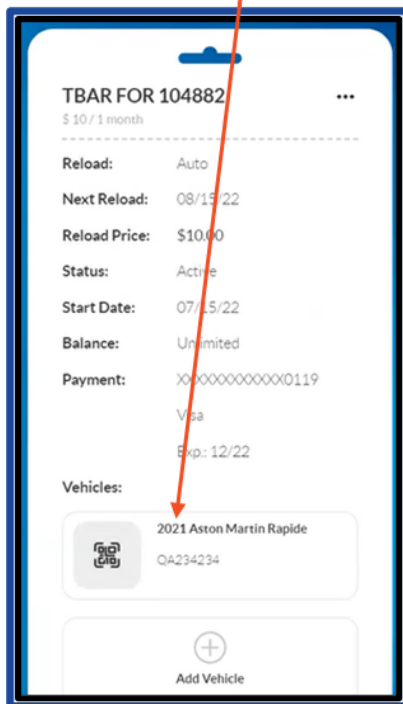 TBAR FOR 104882 ...
$ 10 / 1 month
Reload: Auto
Next Reload: 08/15/22
Reload Price: $10.00
Status: Active
Start Date: 07/15/22
Balance: Unlimited
Payment: XXXXXXXXXXXX0119
Visa
Exp.: 12/22
Vehicles:
2021 Aston Martin Rapide
QA234234
Add Vehicle